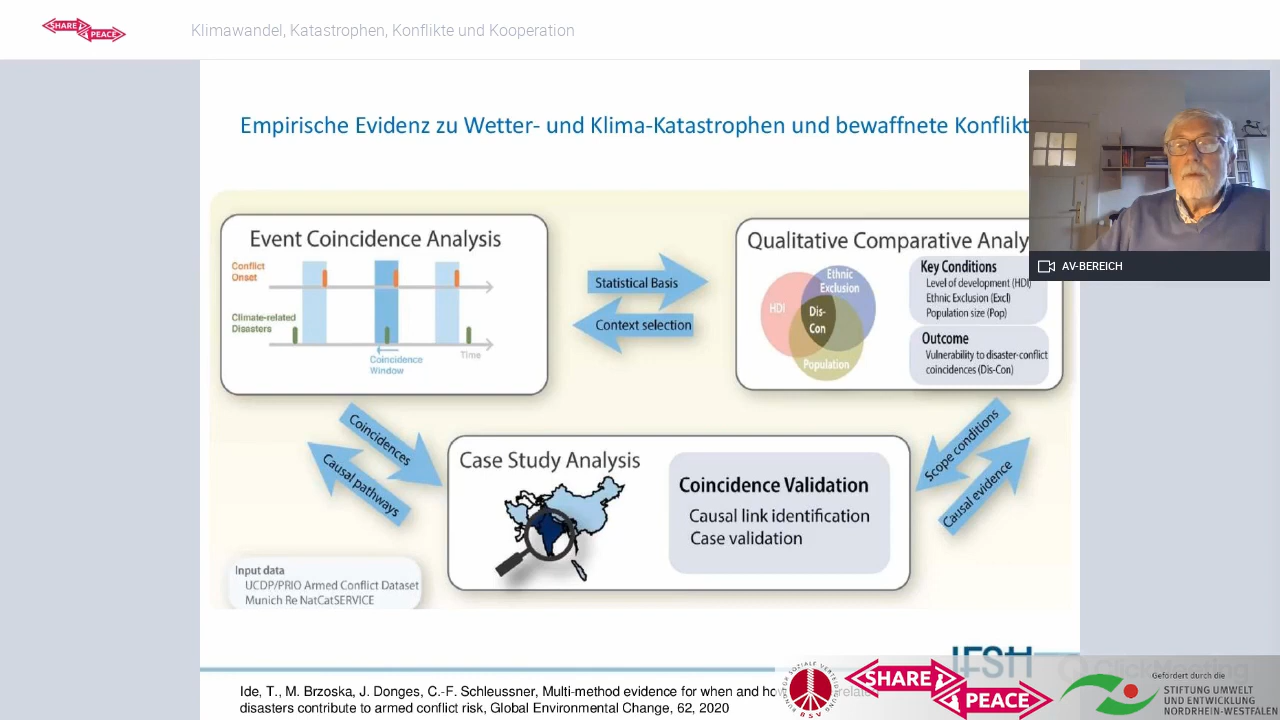 SHARE
PEACE
Klimawandel, Katastrophen, Konflikte und Kooperation
Empirische Evidenz zu Wetter- und Klima-Katastrophen und bewaffnete Konflikt
AV-BEREICH
Event Coincidence Analysis
Conflict
Onset
Climate-related
Disasters
Coincidence
Window
Time
Statistical Basis
Context selection
Qualitative Comparative Analy
HDI
Ethnic
Exclusion
Dis-
Con
Population
Key Conditions
Level of development (HDI)
Ethnic Exclusion (Excl)
Population size (Pop)
Outcome
Vulnerability to disaster-conflict
coincidences (Dis-Con)
Coincidences
Causal pathways
Case Study Analysis
Coincidence Validation
Causal link identification
Case validation
Scope conditions
Causal evidence
Input data
UCDP/PRIO Armed Conflict Dataset
Munich Re NatCatSERVICE
IFSH
ClickMeeting
Ide, T., M. Brzoska, J. Donges, C.-F. Schleussner, Multi-method evidence for when and how
disasters contribute to armed conflict risk, Global Environmental Change, 62, 2020
BUND FÜR SOZIALE VERTEIDIGUNG
BSV
SHARE
PEACE
Gefördert durch die
STIFTUNG UMWELT
UND ENTWICKLUNG
NORDRHEIN-WESTFALEN